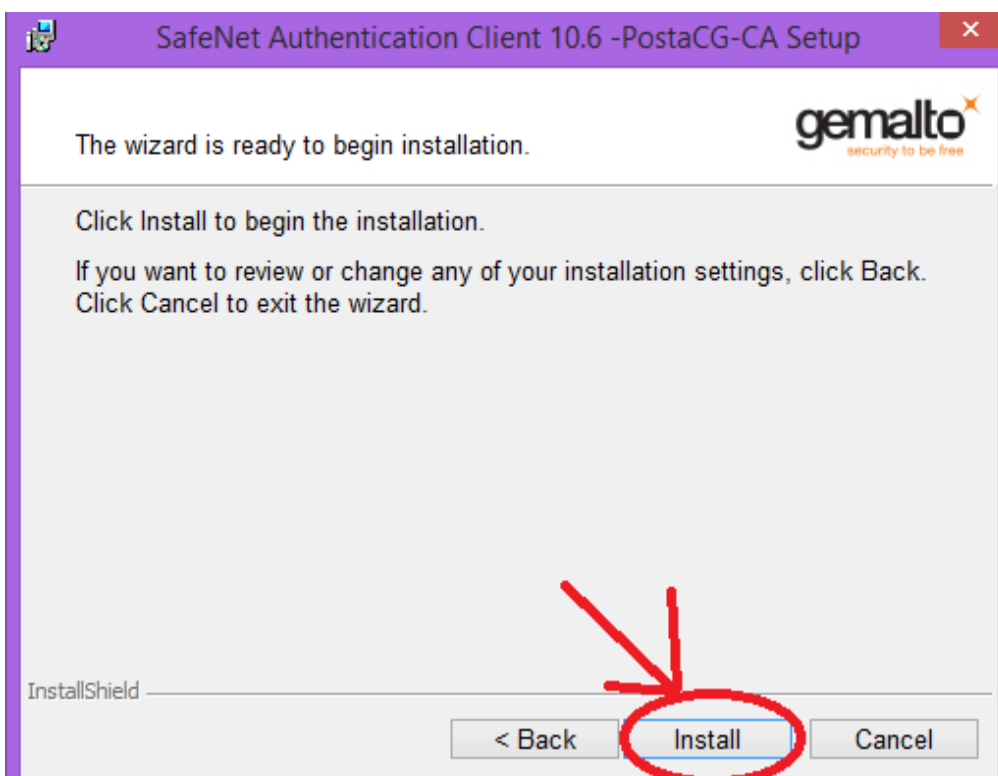 SafeNet Authentication Client 10.6 -PostaCG-CA Setup
The wizard is ready to begin installation.
gemalto
security to be free
Click Install to begin the installation.
If you want to review or change any of your installation settings, click Back.
Click Cancel to exit the wizard.
InstallShield
< Back
Install
Cancel